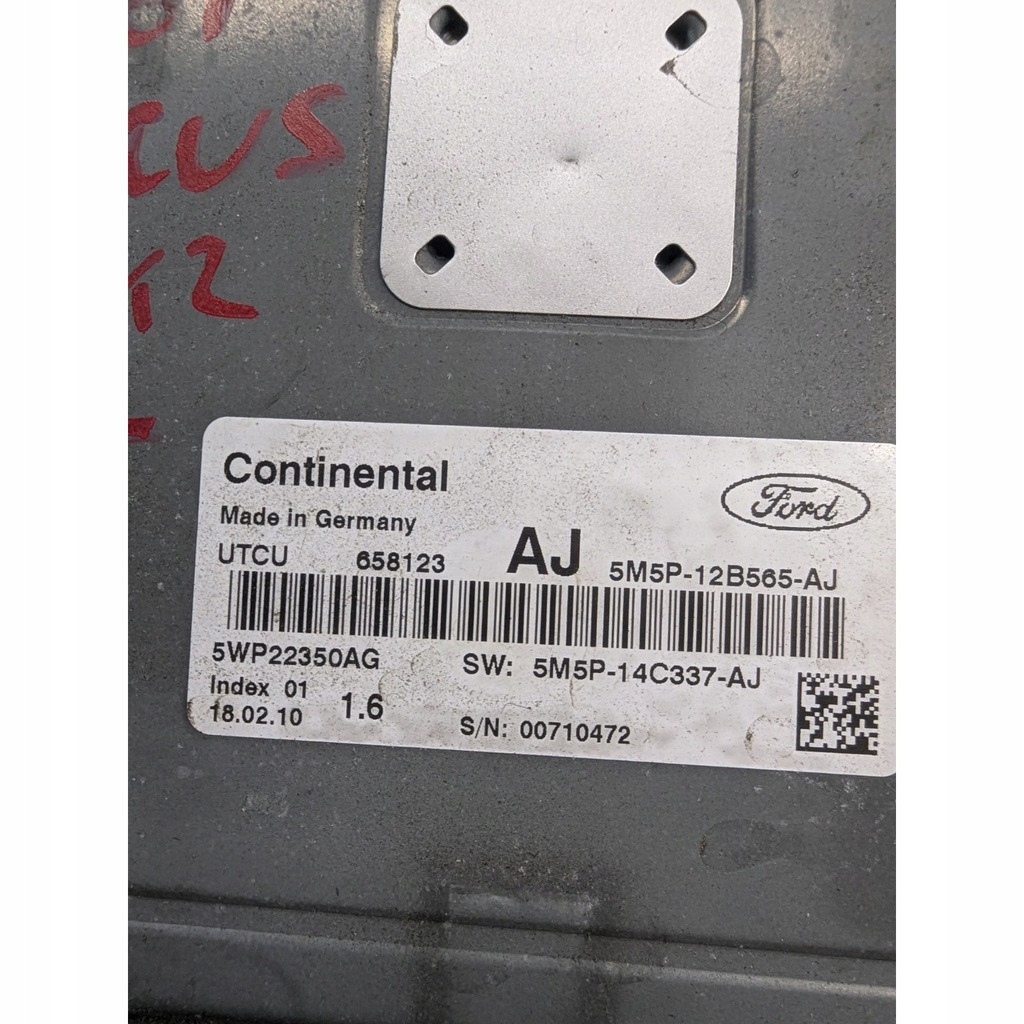 CUS
Continental
Ford
Made in Germany
UTCU 658123 AJ 5M5P-12B565-AJ
5WP22350AG SW: 5M5P-14C337-AJ
Index 01
18.02.10 1.6 S/N: 00710472